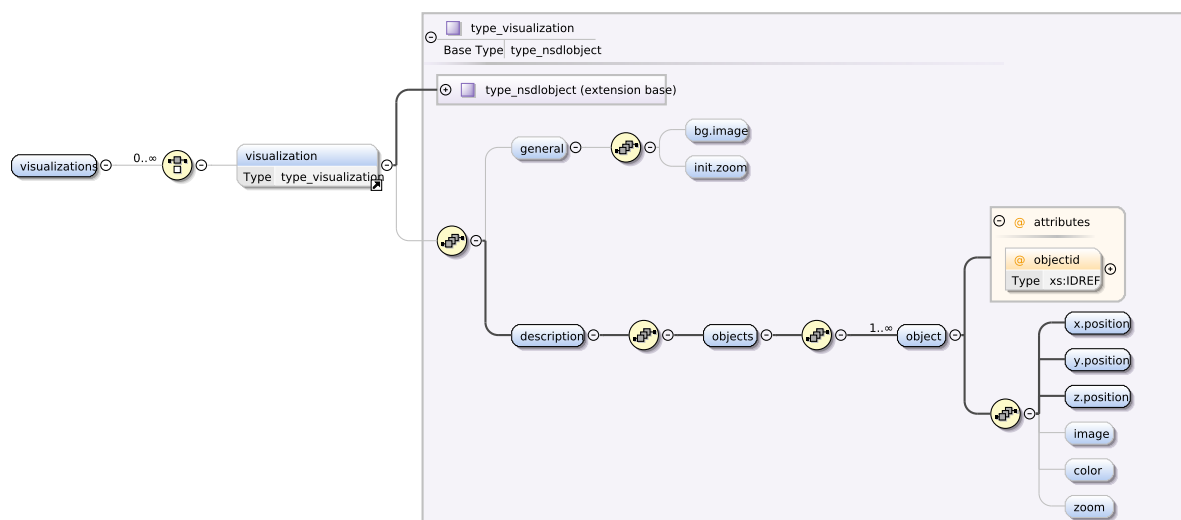 type_visualization
Base Type type_nsdlobject
type_nsdlobject (extension base)
visualizations
0..∞
visualization
Type type_visualization
general
bg.image
init.zoom
description
objects
1..∞
object
@ attributes
@ objectid
Type xs:IDREF
x.position
y.position
z.position
image
color
zoom